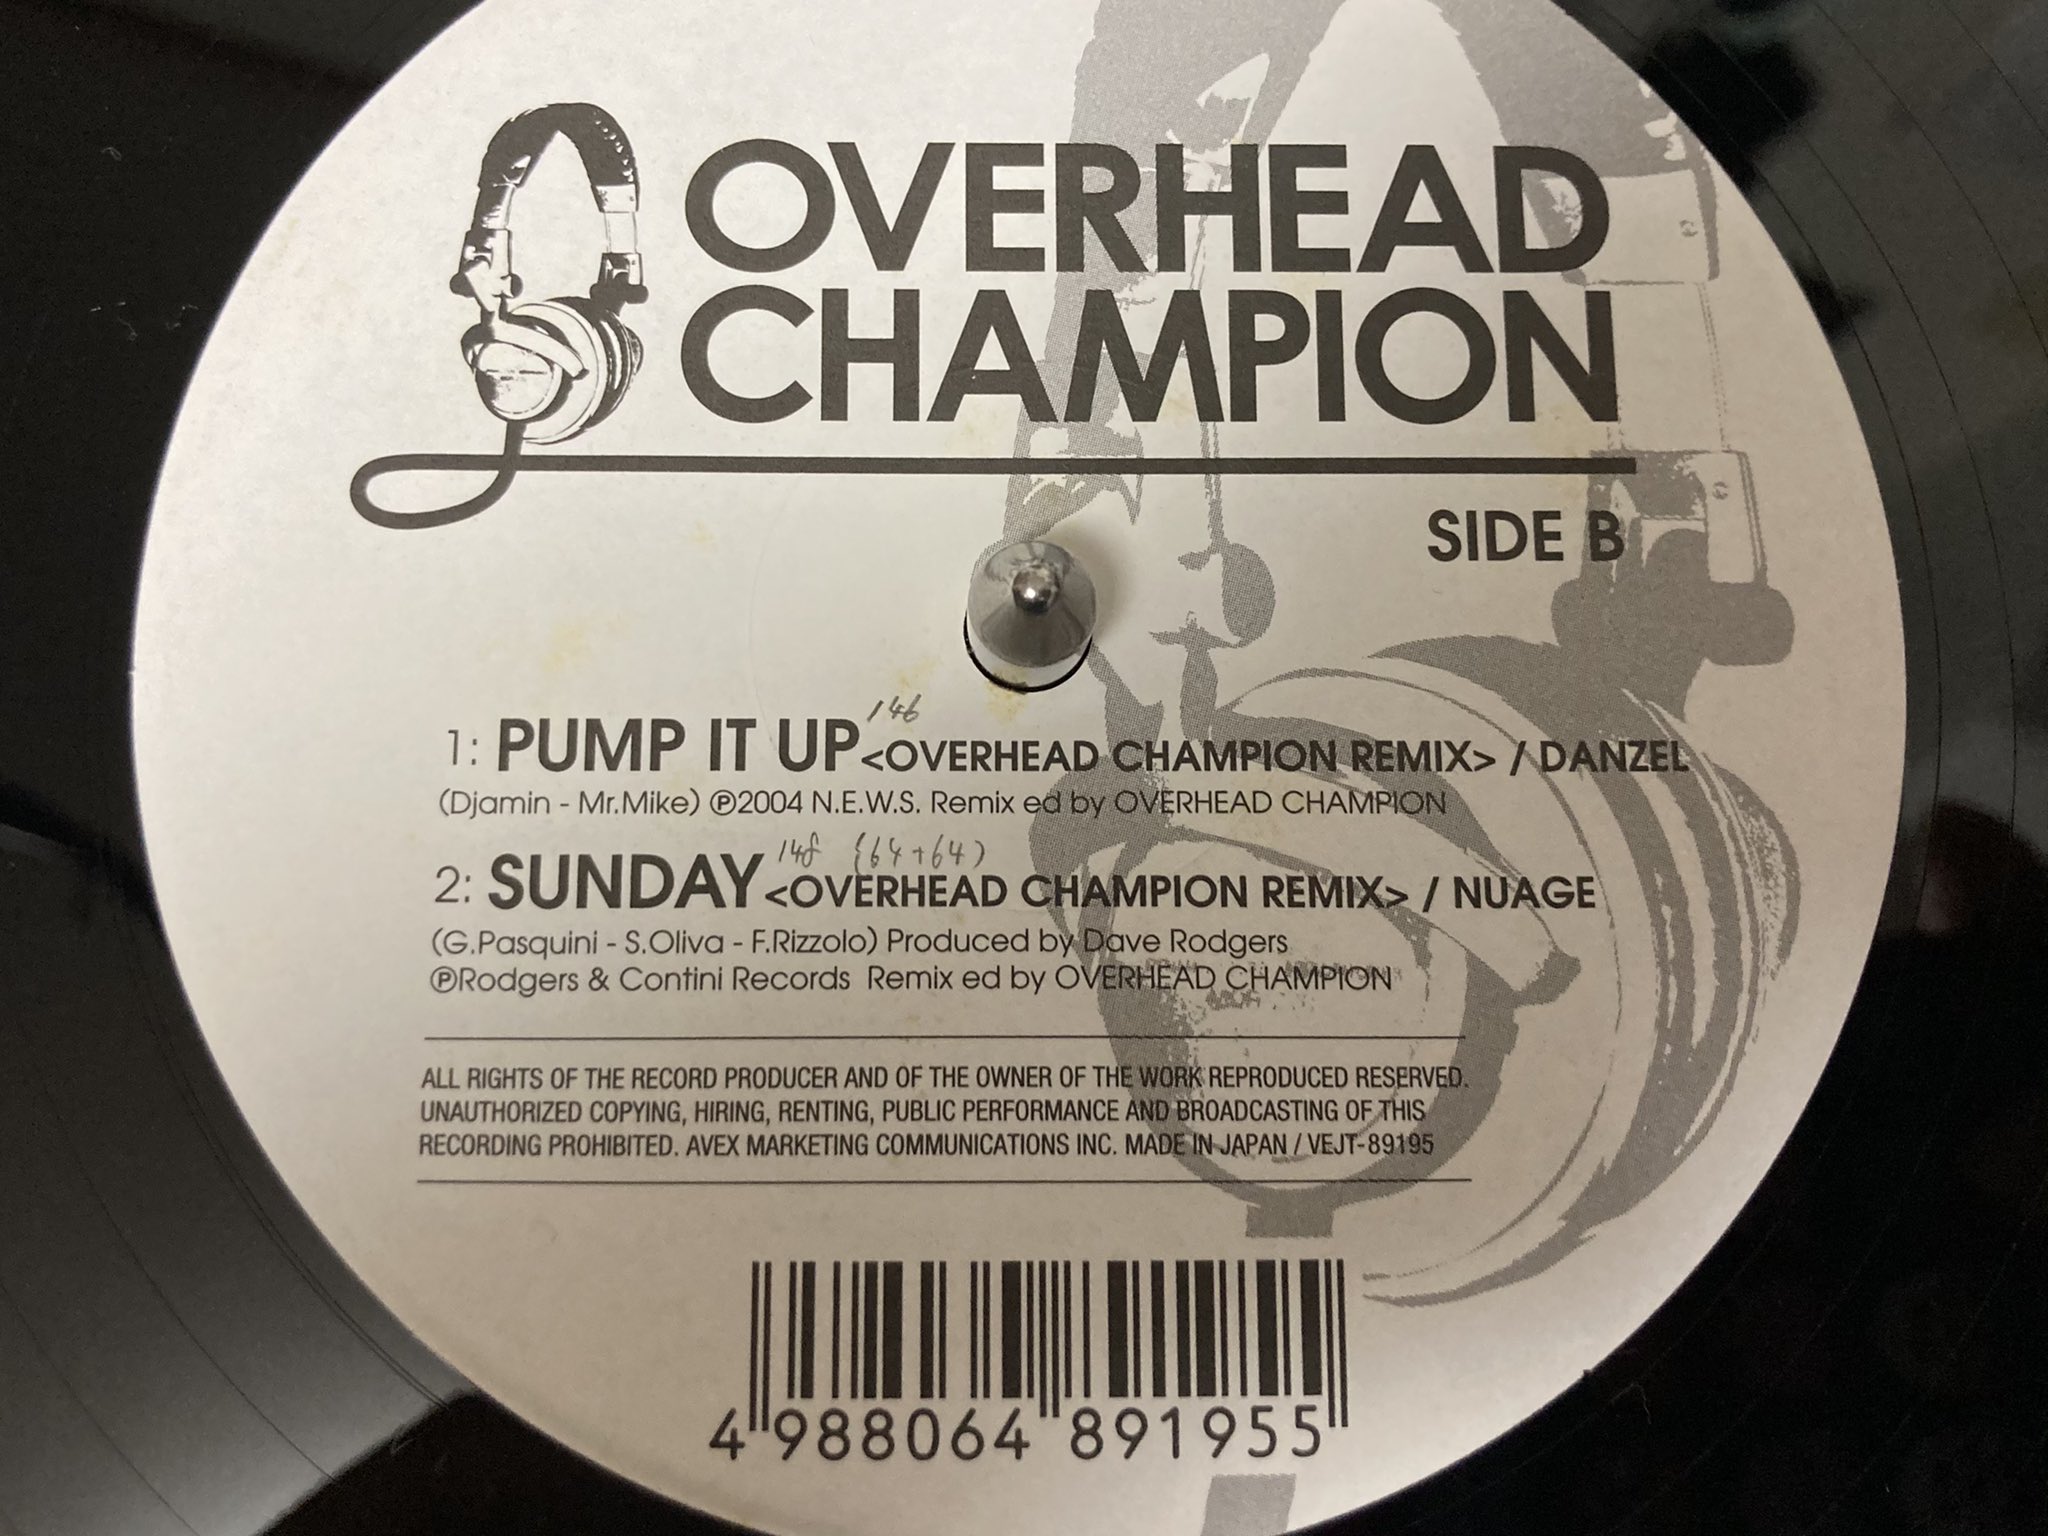 OVERHEAD
CHAMPION
SIDE B
146
1: PUMP IT UP<OVERHEAD CHAMPION REMIX> / DANZEL
(Djamin - Mr.Mike) ℗2004 N.E.W.S. Remix ed by OVERHEAD CHAMPION
148 (64+64)
2: SUNDAY<OVERHEAD CHAMPION REMIX> / NUAGE
(G.Pasquini - S.Oliva - F.Rizzolo) Produced by Dave Rodgers
℗Rodgers & Contini Records Remix ed by OVERHEAD CHAMPION
ALL RIGHTS OF THE RECORD PRODUCER AND OF THE OWNER OF THE WORK REPRODUCED RESERVED.
UNAUTHORIZED COPYING, HIRING, RENTING, PUBLIC PERFORMANCE AND BROADCASTING OF THIS
RECORDING PROHIBITED. AVEX MARKETING COMMUNICATIONS INC. MADE IN JAPAN / VEJT-89195
4 988064 891955